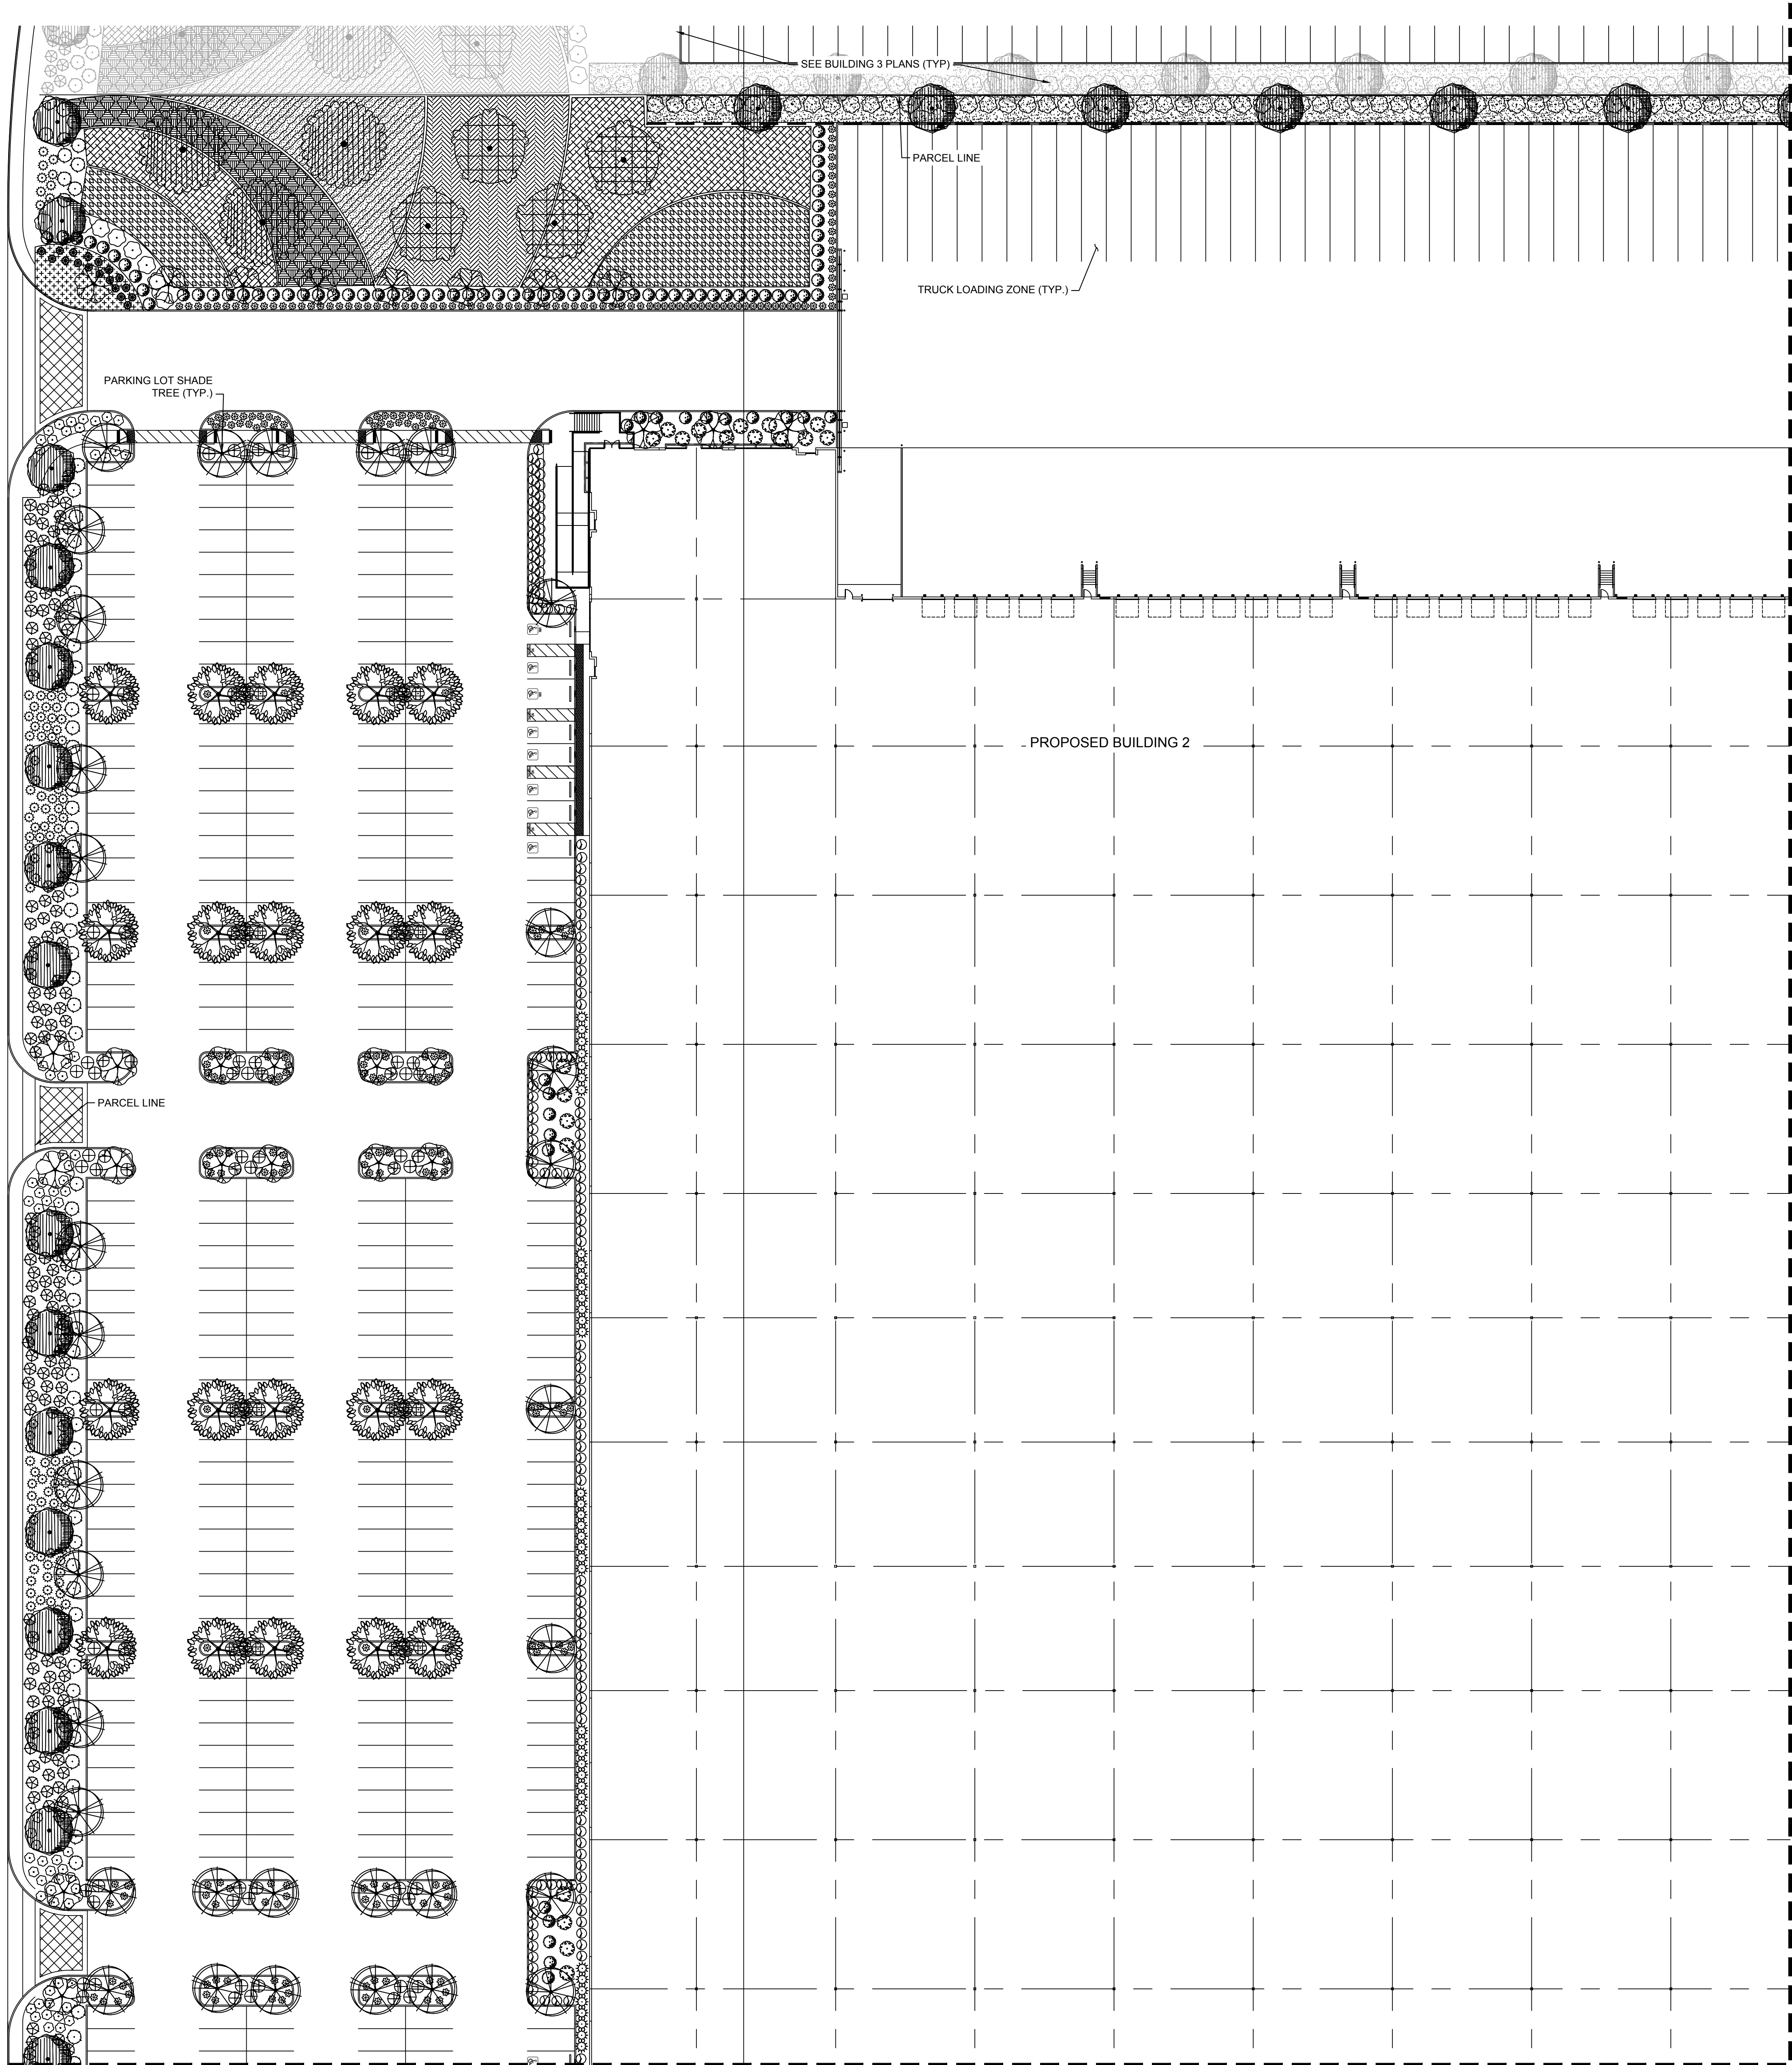 SEE BUILDING 3 PLANS (TYP)
PARCEL LINE
TRUCK LOADING ZONE (TYP.)
PARKING LOT SHADE
TREE (TYP.)
PROPOSED BUILDING 2
PARCEL LINE